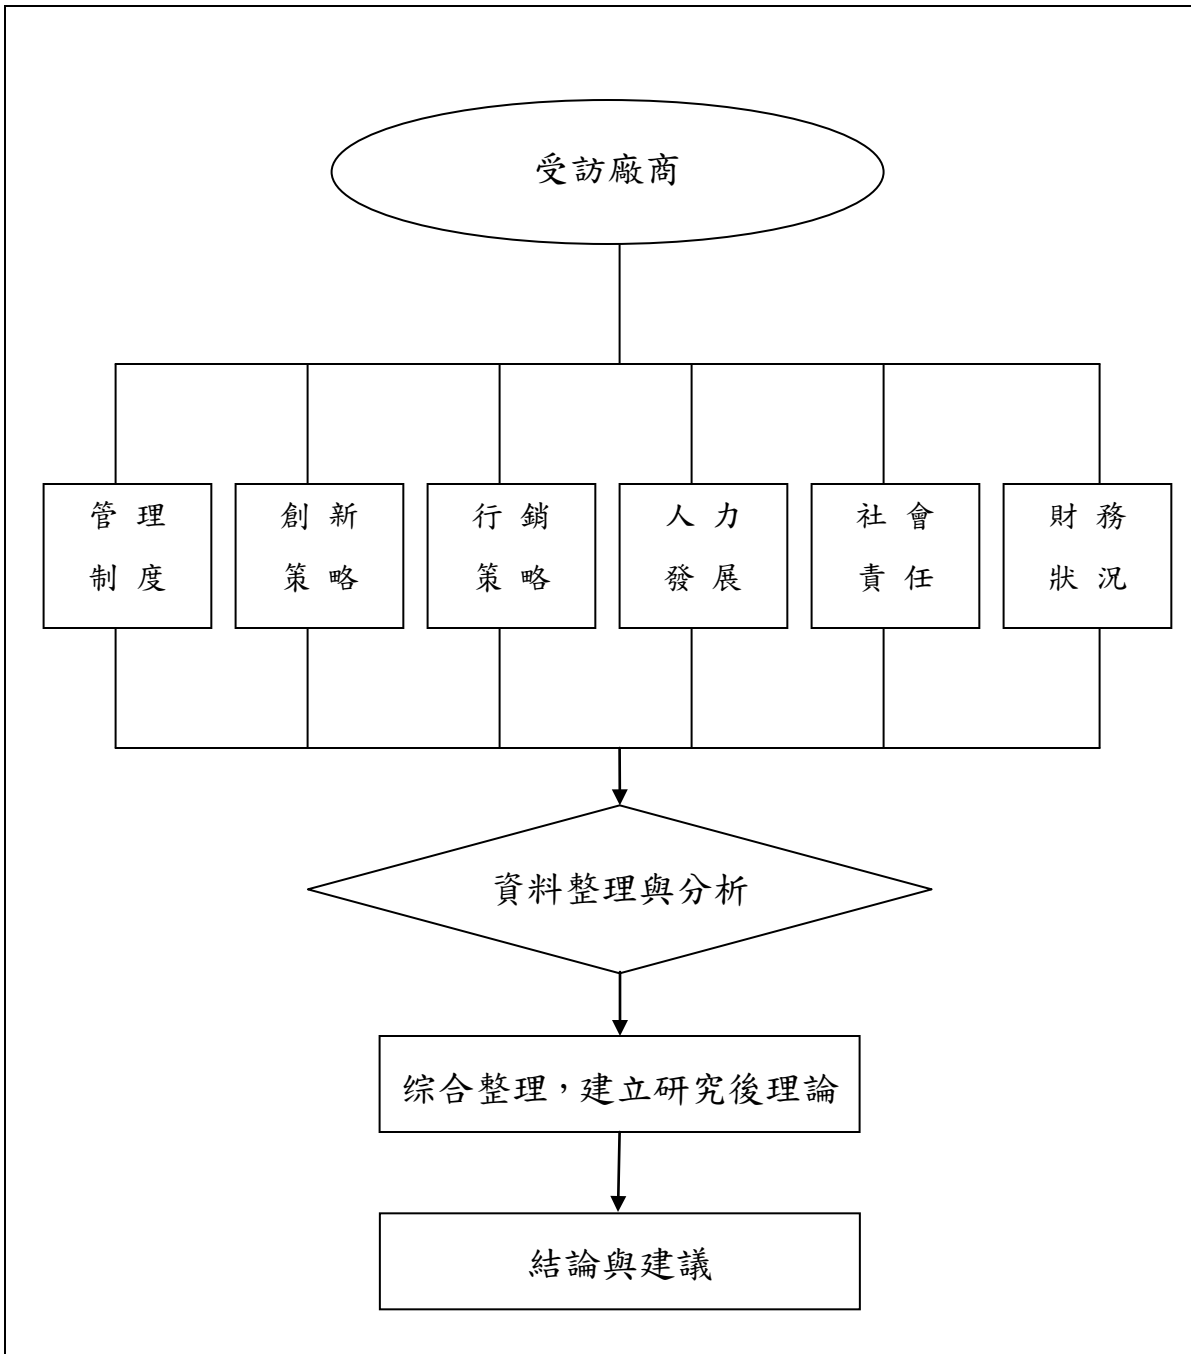 受訪廠商
管理
制度
創新
策略
行銷
策略
人力
發展
社會
責任
財務
狀況
資料整理與分析
综合整理，建立研究後理論
結論與建議